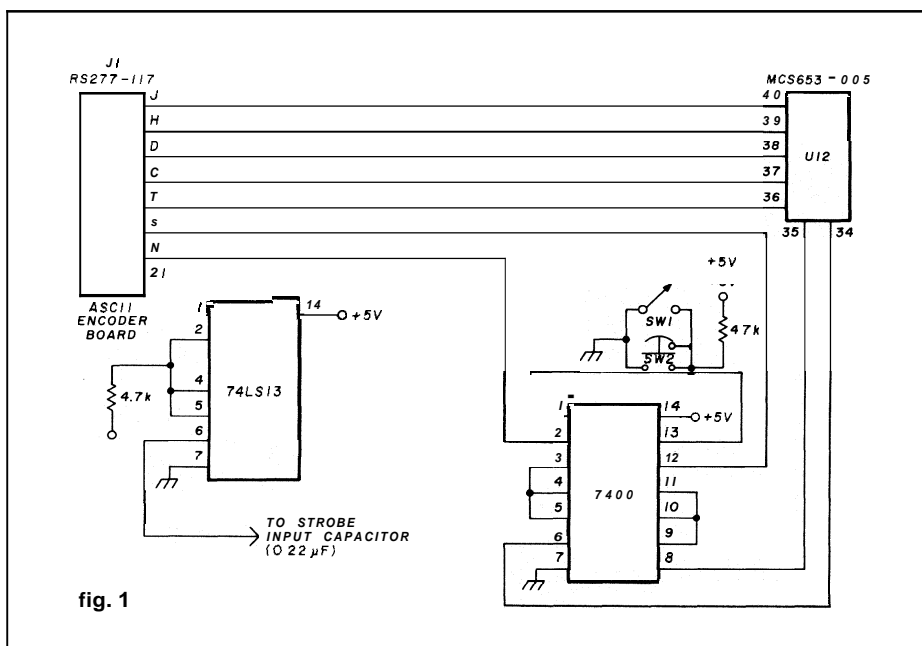 J1
RS277-117
J
H
D
C
T
s
N
21
ASCII
ENCODER
BOARD
MCS653-005
40
39
38
37
36
U12
35
34
1
2
4
5
6
7
14
+5V
74LS13
4.7k
TO STROBE
INPUT CAPACITOR
(0 22 µF)
+5V
SW1
SW2
47k
1
2
3
4
5
6
7
14
+5V
13
12
11
10
9
8
7400
fig. 1